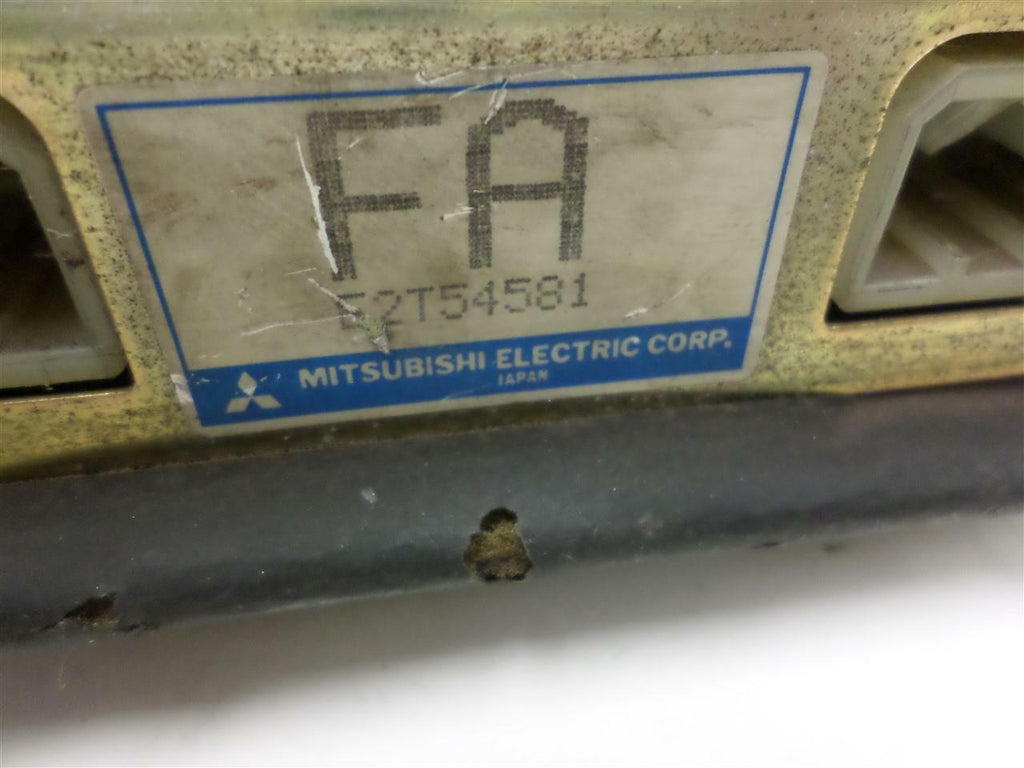 FA
E2T54581
MITSUBISHI ELECTRIC CORP.
JAPAN